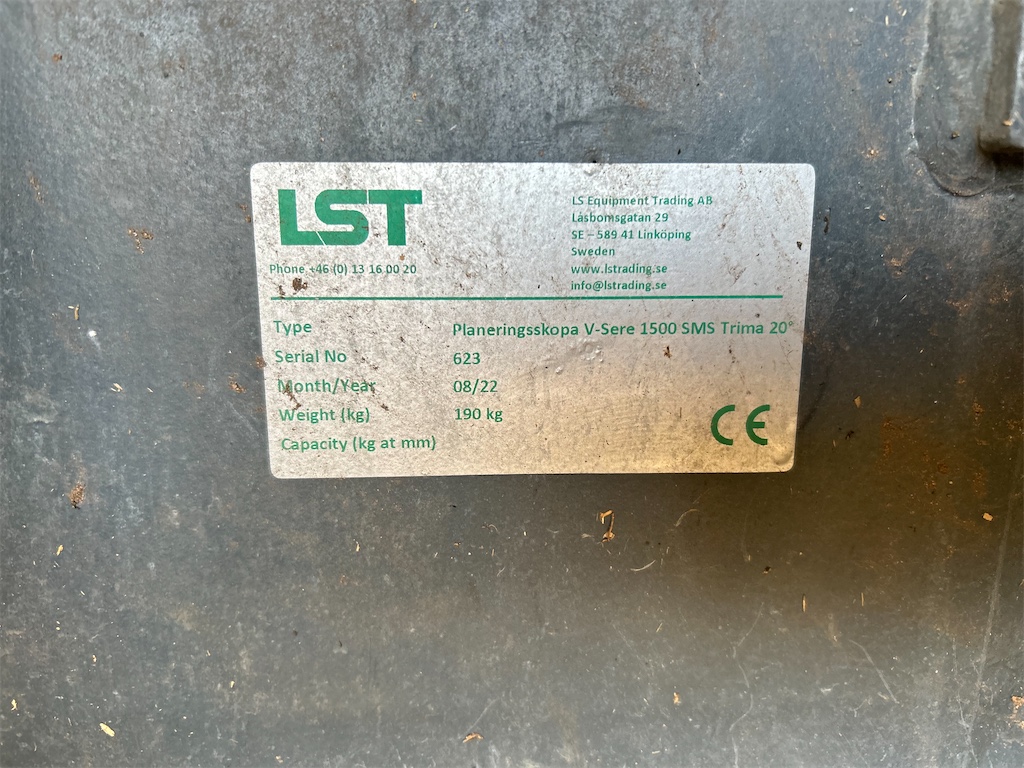 LST
Phone +46 (0) 13 16 00 20
LS Equipment Trading AB
Låsbomsgatan 29
SE – 589 41 Linköping
Sweden
www.lstrading.se
info@lstrading.se
Type Planeringsskopa V-Sere 1500 SMS Trima 20°
Serial No 623
Month/Year 08/22
Weight (kg) 190 kg
Capacity (kg at mm)
CE